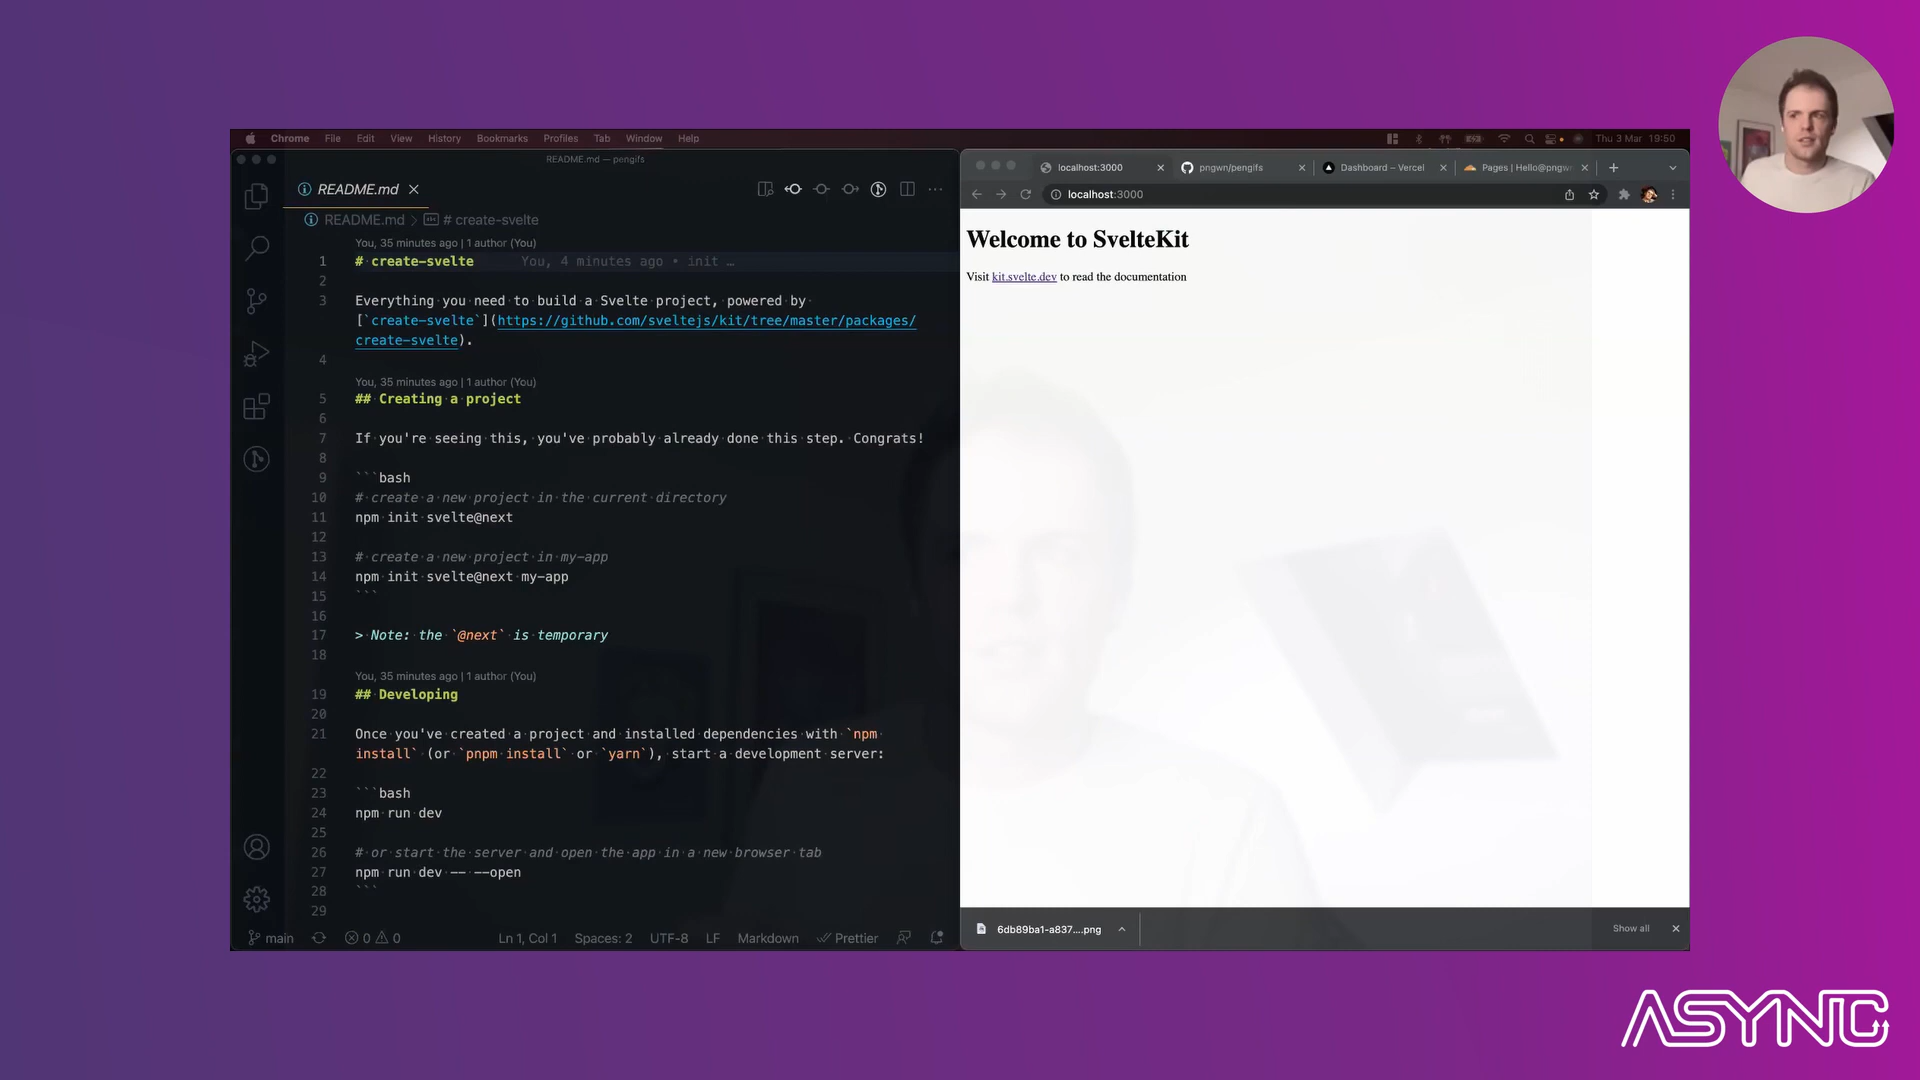 Chrome File Edit View History Bookmarks Profiles Tab Window Help
Thu 3 Mar 19:50
README.md — pengifs
README.md
README.md > # create-svelte
You, 35 minutes ago | 1 author (You)
1 # create-svelte You, 4 minutes ago • init …
2
3 Everything you need to build a Svelte project, powered by
[`create-svelte`](https://github.com/sveltejs/kit/tree/master/packages/
create-svelte).
4
You, 35 minutes ago | 1 author (You)
5 ## Creating a project
6
7 If you're seeing this, you've probably already done this step. Congrats!
8
9 ```bash
10 # create a new project in the current directory
11 npm init svelte@next
12
13 # create a new project in my-app
14 npm init svelte@next my-app
15 ```
16
17 > Note: the `@next` is temporary
18
You, 35 minutes ago | 1 author (You)
19 ## Developing
20
21 Once you've created a project and installed dependencies with `npm
install` (or `pnpm install` or `yarn`), start a development server:
22
23 ```bash
24 npm run dev
25
26 # or start the server and open the app in a new browser tab
27 npm run dev -- --open
28 ```
29
main 0 0 Ln 1, Col 1 Spaces: 2 UTF-8 LF Markdown Prettier
localhost:3000 pngwn/pengifs Dashboard – Vercel Pages | Hello@pngw
localhost:3000
Welcome to SvelteKit
Visit kit.svelte.dev to read the documentation
6db89ba1-a837....png
Show all
ASYNC